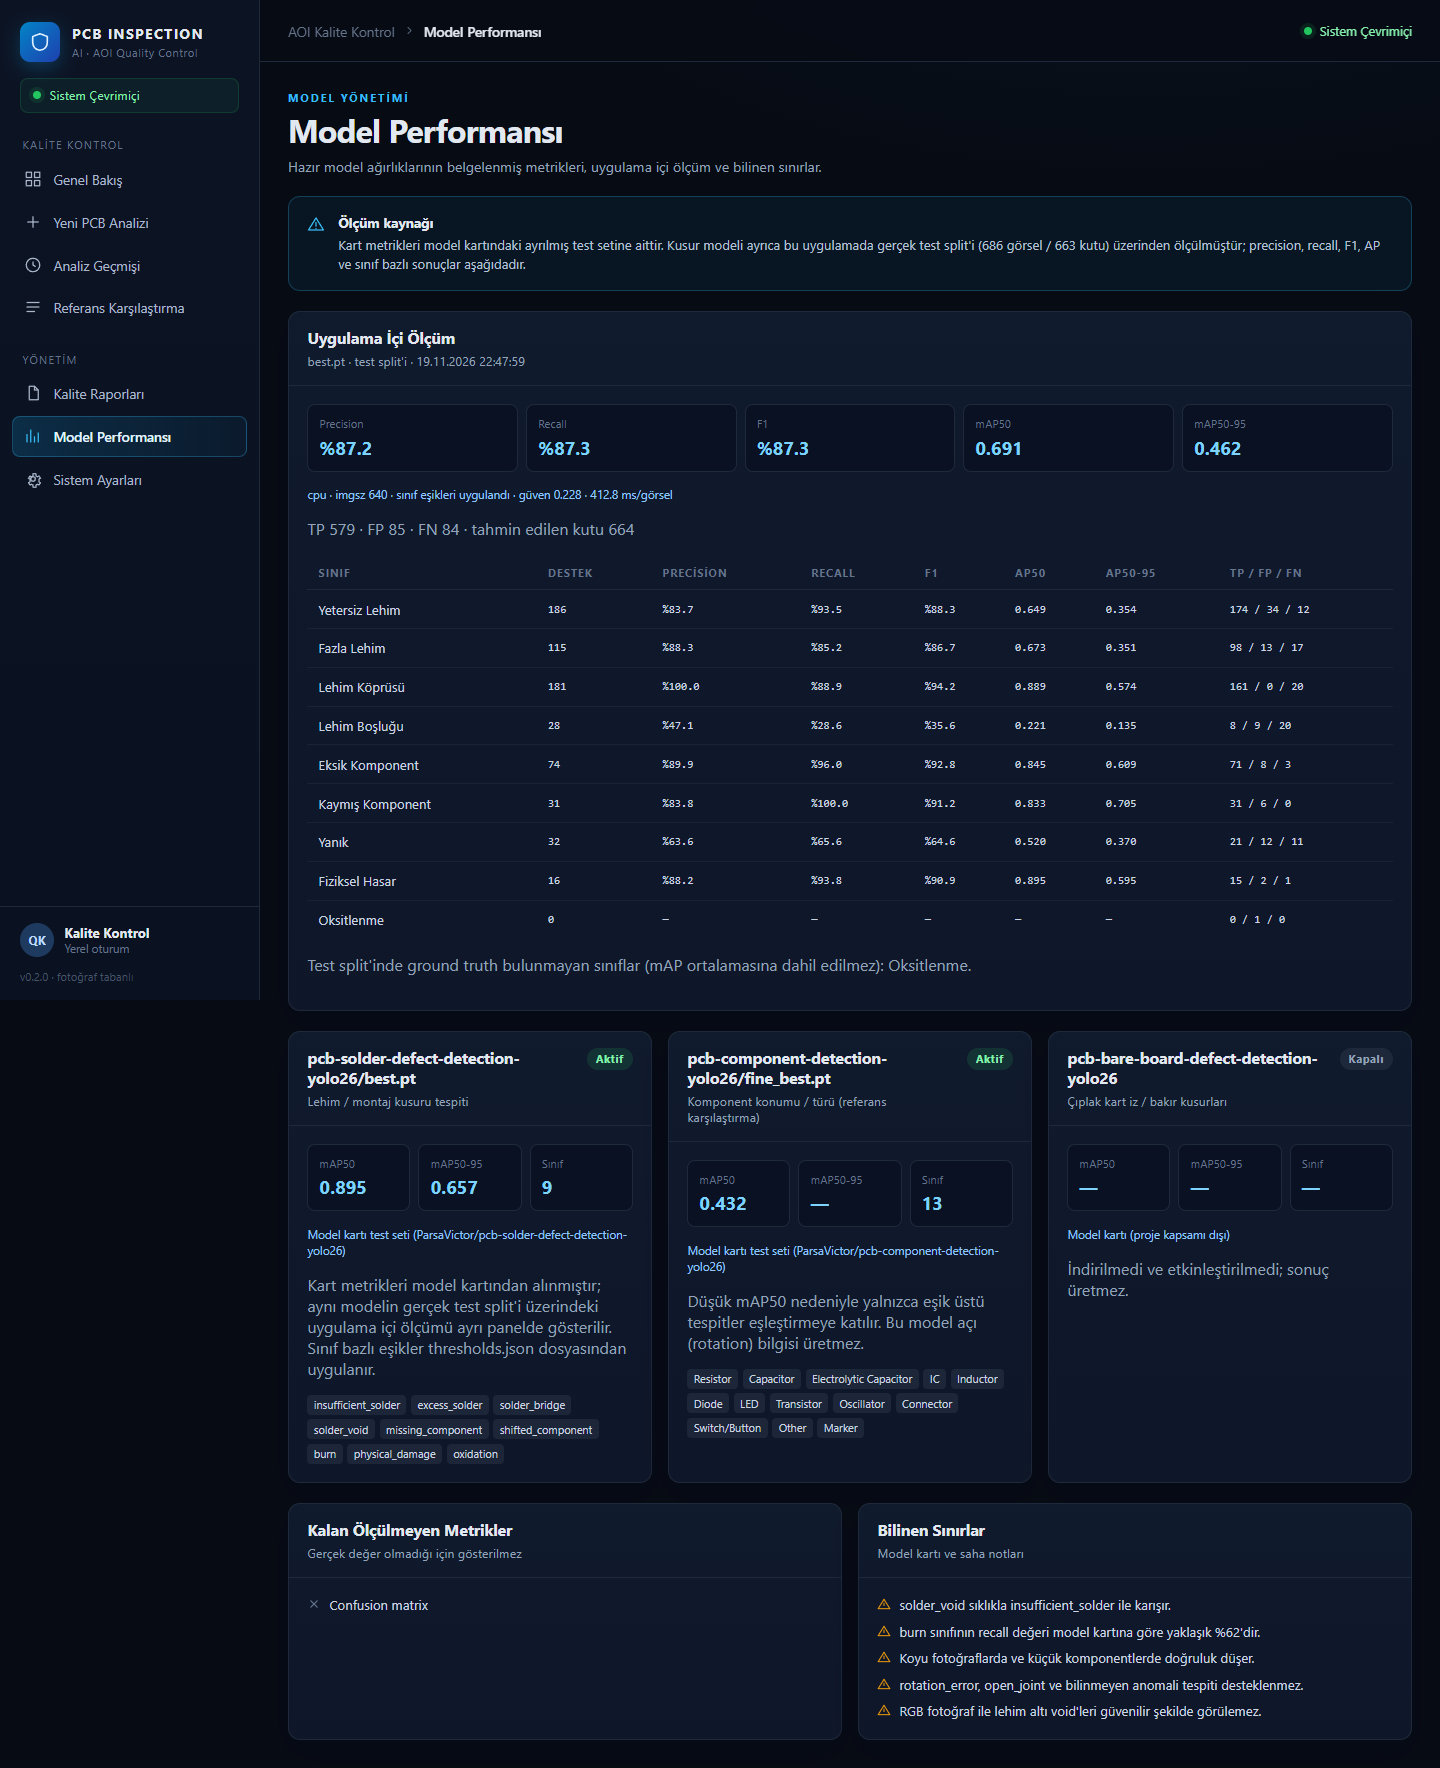 PCB INSPECTION
AI · AOI Quality Control
Sistem Çevrimiçi
KALİTE KONTROL
Genel Bakış
Yeni PCB Analizi
Analiz Geçmişi
Referans Karşılaştırma
YÖNETİM
Kalite Raporları
Model Performansı
Sistem Ayarları
QK
Kalite Kontrol
Yerel oturum
v0.2.0 · fotoğraf tabanlı
AOI Kalite Kontrol > Model Performansı
Sistem Çevrimiçi
MODEL YÖNETİMİ
Model Performansı
Hazır model ağırlıklarının belgelenmiş metrikleri, uygulama içi ölçüm ve bilinen sınırlar.
Ölçüm kaynağı
Kart metrikleri model kartındaki ayrılmış test setine aittir. Kusur modeli ayrıca bu uygulamada gerçek test split'i (686 görsel / 663 kutu) üzerinden ölçülmüştür; precision, recall, F1, AP
ve sınıf bazlı sonuçlar aşağıdadır.
Uygulama İçi Ölçüm
best.pt · test split'i · 19.11.2026 22:47:59
Precision
%87.2
Recall
%87.3
F1
%87.3
mAP50
0.691
mAP50-95
0.462
cpu · imgsz 640 · sınıf eşikleri uygulandı · güven 0.228 · 412.8 ms/görsel
TP 579 · FP 85 · FN 84 · tahmin edilen kutu 664
SINIF DESTEK PRECİSİON RECALL F1 AP50 AP50-95 TP / FP / FN
Yetersiz Lehim 186 %83.7 %93.5 %88.3 0.649 0.354 174 / 34 / 12
Fazla Lehim 115 %88.3 %85.2 %86.7 0.673 0.351 98 / 13 / 17
Lehim Köprüsü 181 %100.0 %88.9 %94.2 0.889 0.574 161 / 0 / 20
Lehim Boşluğu 28 %47.1 %28.6 %35.6 0.221 0.135 8 / 9 / 20
Eksik Komponent 74 %89.9 %96.0 %92.8 0.845 0.609 71 / 8 / 3
Kaymış Komponent 31 %83.8 %100.0 %91.2 0.833 0.705 31 / 6 / 0
Yanık 32 %63.6 %65.6 %64.6 0.520 0.370 21 / 12 / 11
Fiziksel Hasar 16 %88.2 %93.8 %90.9 0.895 0.595 15 / 2 / 1
Oksitlenme 0 — — — — — 0 / 1 / 0
Test split'inde ground truth bulunmayan sınıflar (mAP ortalamasına dahil edilmez): Oksitlenme.
pcb-solder-defect-detection-
yolo26/best.pt
Aktif
Lehim / montaj kusuru tespiti
mAP50
0.895
mAP50-95
0.657
Sınıf
9
Model kartı test seti (ParsaVictor/pcb-solder-defect-detection-
yolo26)
Kart metrikleri model kartından alınmıştır;
aynı modelin gerçek test split'i üzerindeki
uygulama içi ölçümü ayrı panelde gösterilir.
Sınıf bazlı eşikler thresholds.json dosyasından
uygulanır.
insufficient_solder excess_solder solder_bridge
solder_void missing_component shifted_component
burn physical_damage oxidation
pcb-component-detection-
yolo26/fine_best.pt
Aktif
Komponent konumu / türü (referans
karşılaştırma)
mAP50
0.432
mAP50-95
—
Sınıf
13
Model kartı test seti (ParsaVictor/pcb-component-detection-
yolo26)
Düşük mAP50 nedeniyle yalnızca eşik üstü
tespitler eşleştirmeye katılır. Bu model açı
(rotation) bilgisi üretmez.
Resistor Capacitor Electrolytic Capacitor IC Inductor
Diode LED Transistor Oscillator Connector
Switch/Button Other Marker
pcb-bare-board-defect-detection-
yolo26
Kapalı
Çıplak kart iz / bakır kusurları
mAP50
—
mAP50-95
—
Sınıf
—
Model kartı (proje kapsamı dışı)
İndirilmedi ve etkinleştirilmedi; sonuç
üretmez.
Kalan Ölçülmeyen Metrikler
Gerçek değer olmadığı için gösterilmez
× Confusion matrix
Bilinen Sınırlar
Model kartı ve saha notları
solder_void sıklıkla insufficient_solder ile karışır.
burn sınıfının recall değeri model kartına göre yaklaşık %62'dir.
Koyu fotoğraflarda ve küçük komponentlerde doğruluk düşer.
rotation_error, open_joint ve bilinmeyen anomali tespiti desteklenmez.
RGB fotoğraf ile lehim altı void'leri güvenilir şekilde görülemez.